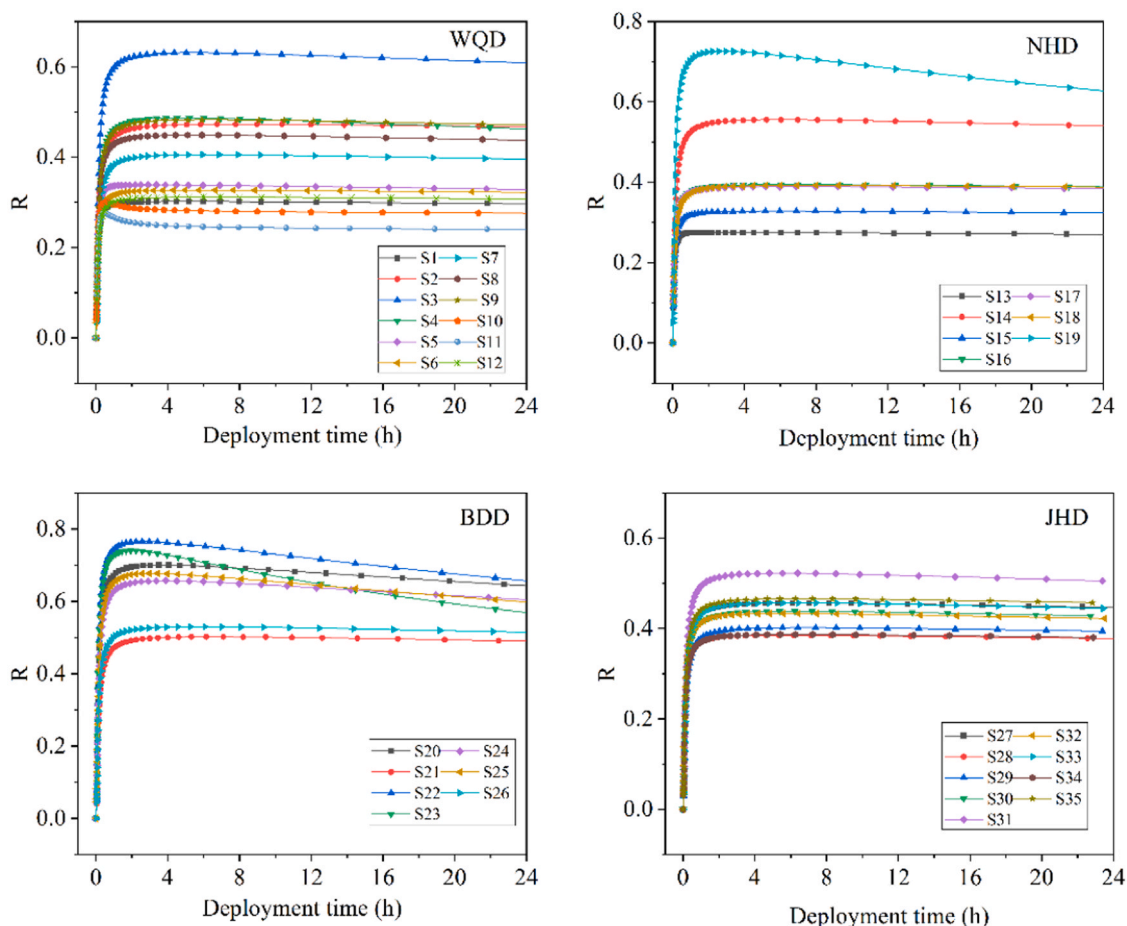 WQD
0.6
0.4
0.2
0.0
R
S1 S7
S2 S8
S3 S9
S4 S10
S5 S11
S6 S12
0 4 8 12 16 20 24
Deployment time (h)
NHD
0.8
0.6
0.4
0.2
0.0
R
S13 S17
S14 S18
S15 S19
S16
0 4 8 12 16 20 24
Deployment time (h)
BDD
0.8
0.6
0.4
0.2
0.0
R
S20 S24
S21 S25
S22 S26
S23
0 4 8 12 16 20 24
Deployment time (h)
JHD
0.6
0.4
0.2
0.0
R
S27 S32
S28 S33
S29 S34
S30 S35
S31
0 4 8 12 16 20 24
Deployment time (h)